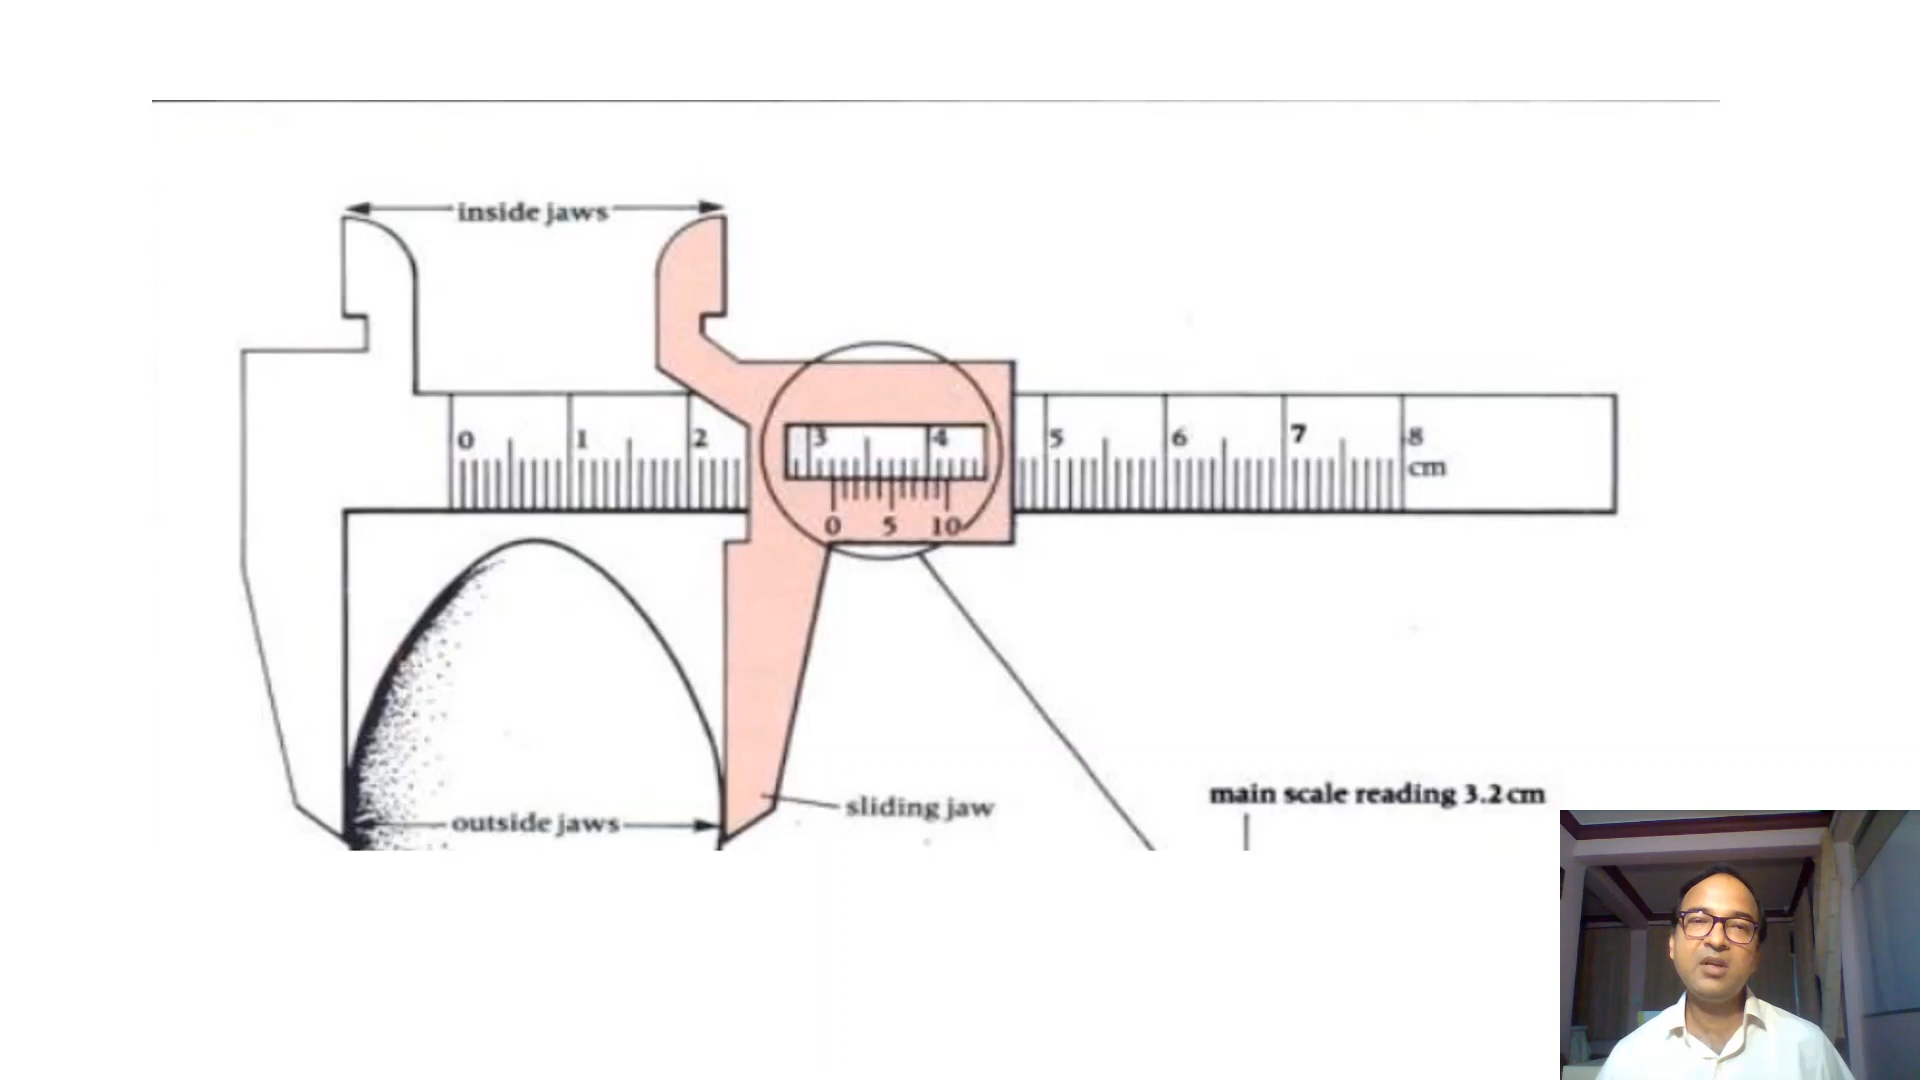 inside jaws
0 1 2 3 4 5 6 7 8
cm
0 5 10
sliding jaw
main scale reading 3.2 cm
outside jaws